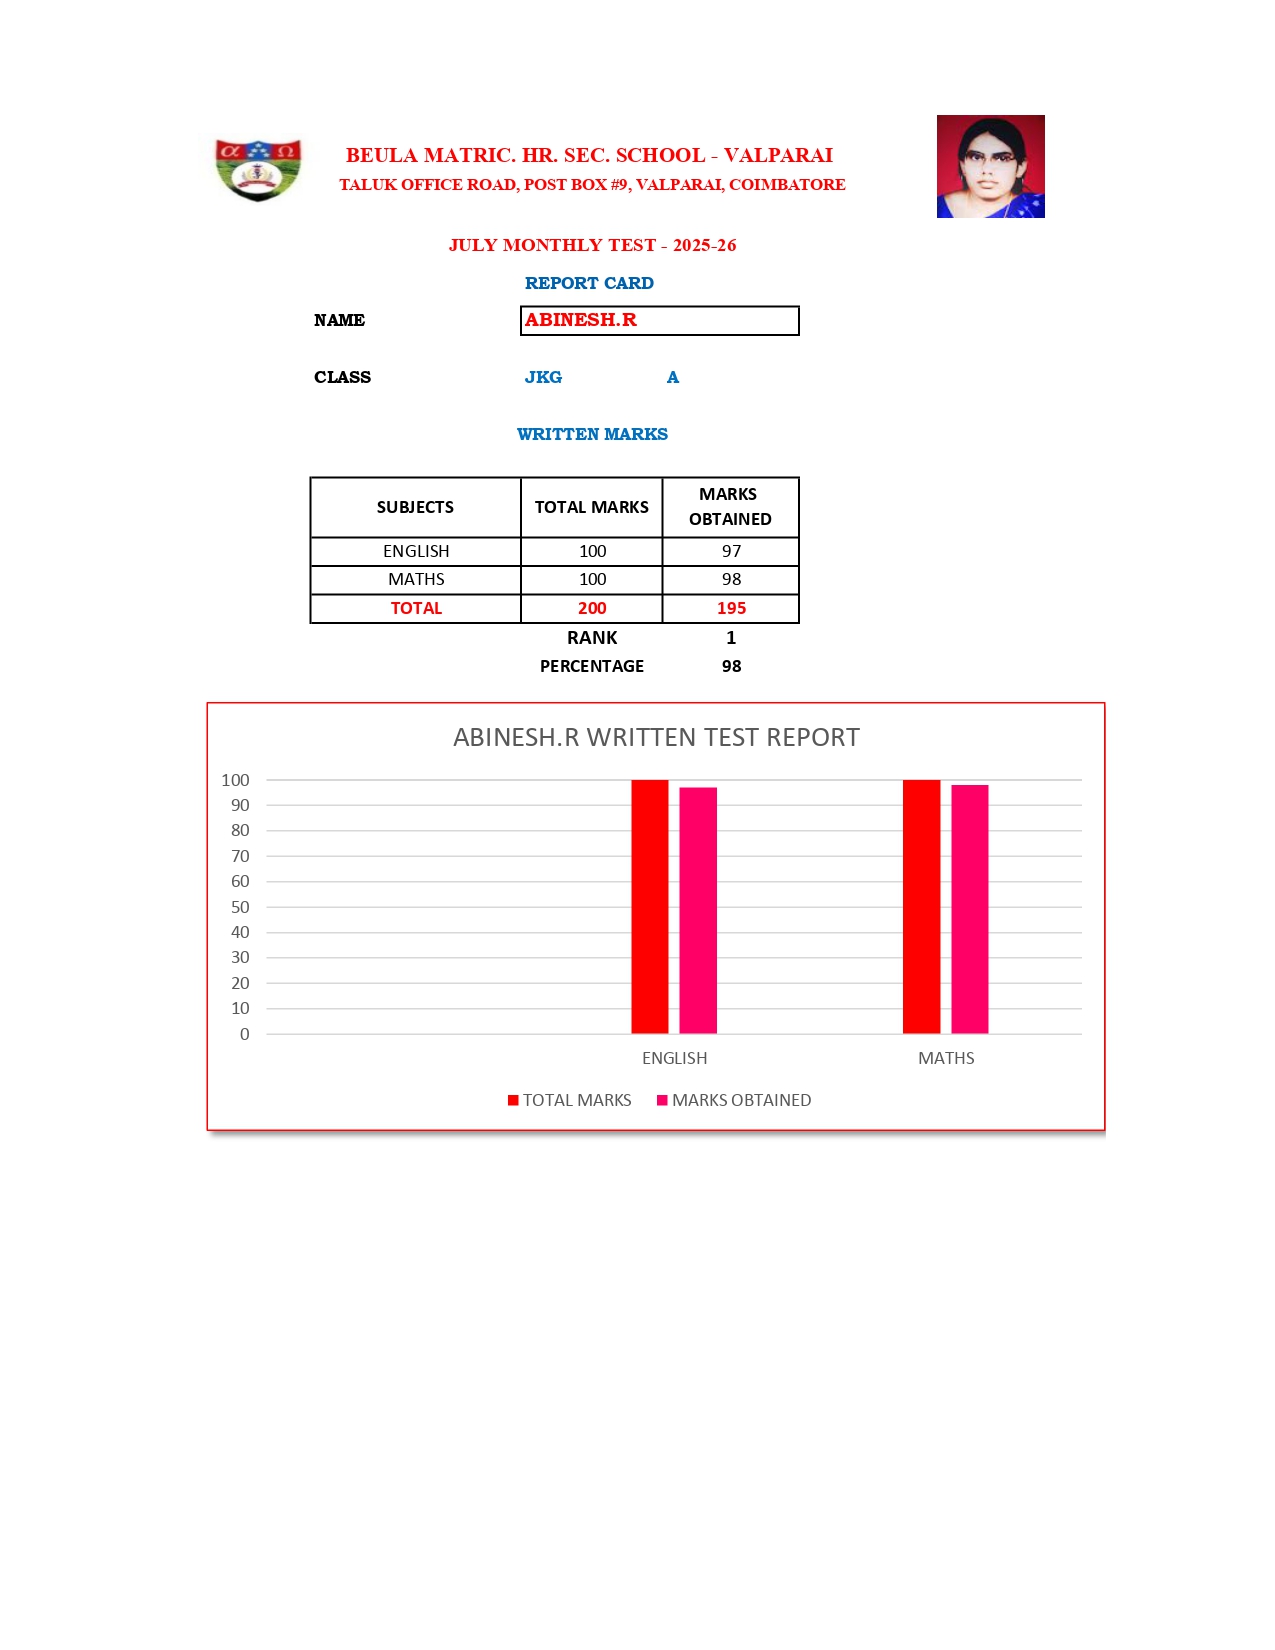 α Ω
BEULA MATRIC. HR. SEC. SCHOOL - VALPARAI
TALUK OFFICE ROAD, POST BOX #9, VALPARAI, COIMBATORE
JULY MONTHLY TEST - 2025-26
REPORT CARD
NAME ABINESH.R
CLASS JKG A
WRITTEN MARKS
SUBJECTS TOTAL MARKS MARKS OBTAINED
ENGLISH 100 97
MATHS 100 98
TOTAL 200 195
RANK 1
PERCENTAGE 98
ABINESH.R WRITTEN TEST REPORT
100
90
80
70
60
50
40
30
20
10
0
ENGLISH MATHS
TOTAL MARKS MARKS OBTAINED